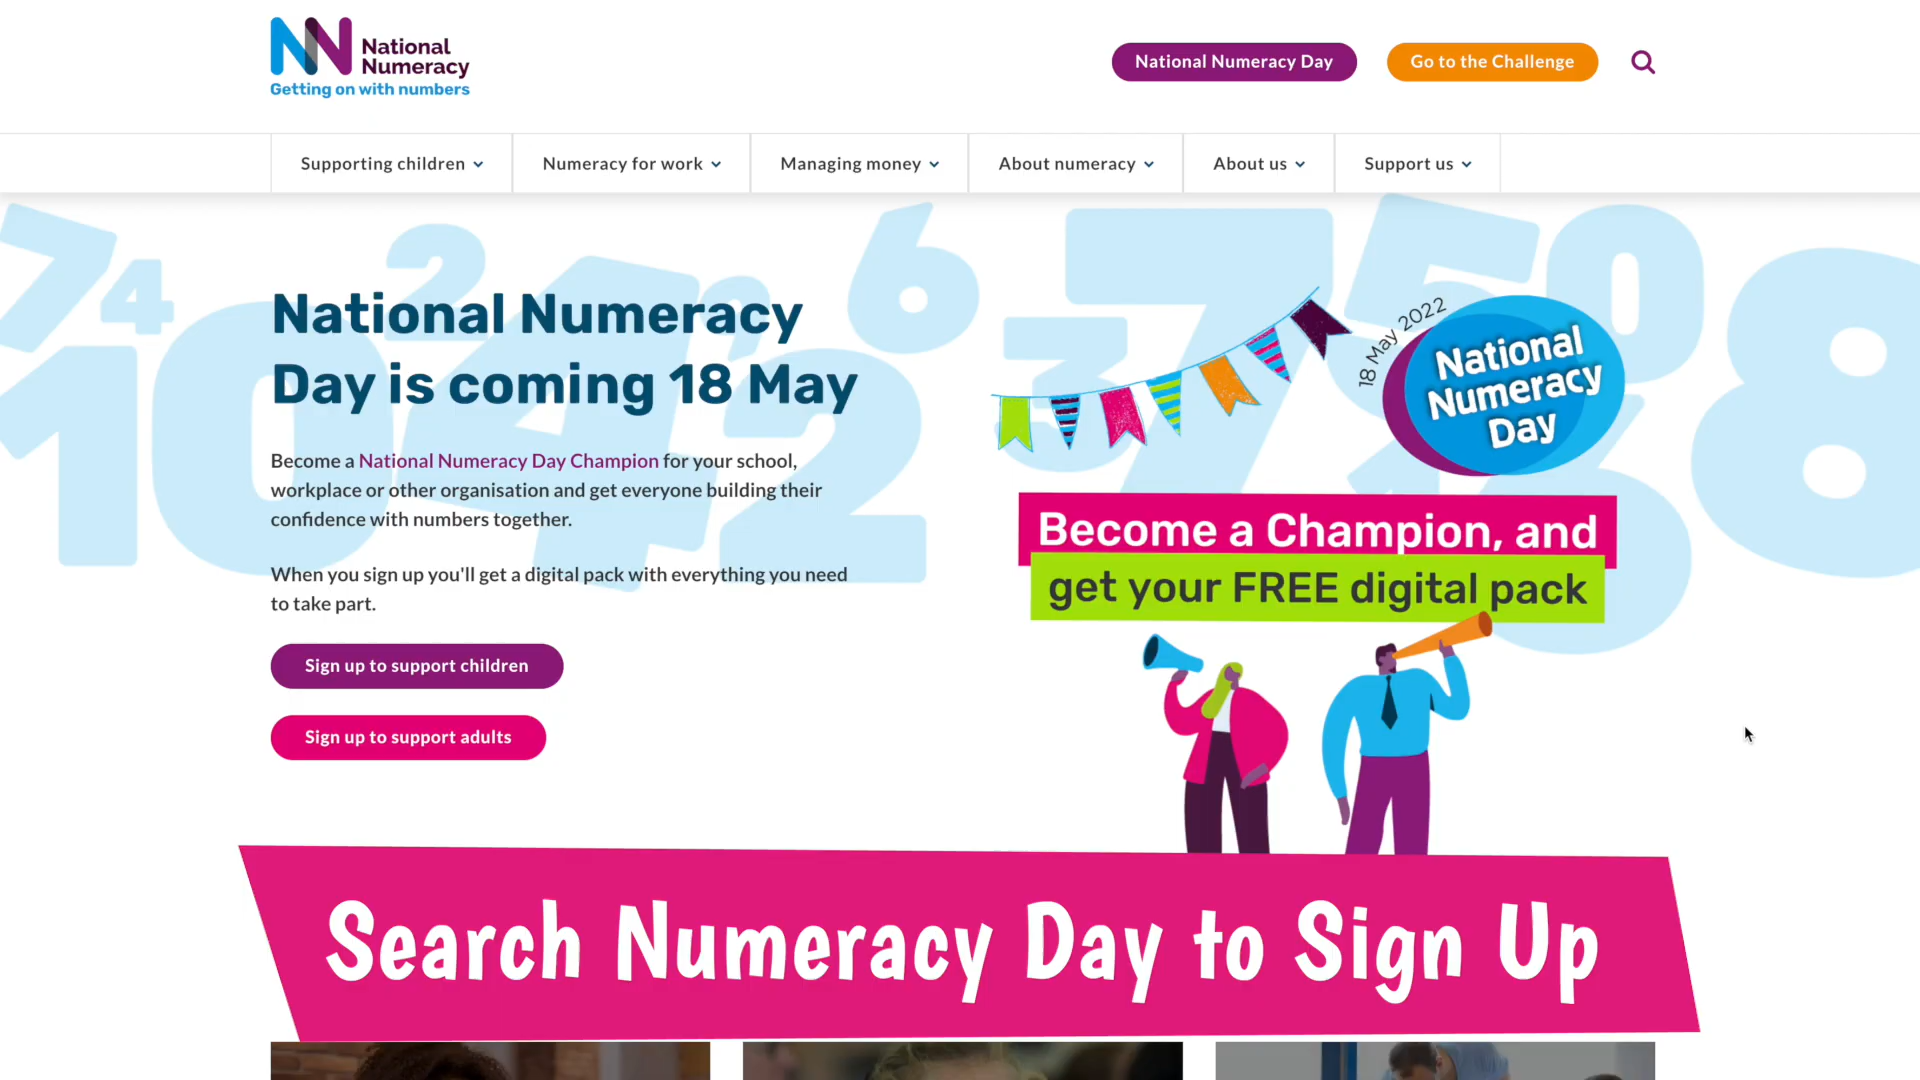 National
Numeracy
Getting on with numbers
National Numeracy Day
Go to the Challenge
Supporting children
Numeracy for work
Managing money
About numeracy
About us
Support us
National Numeracy
Day is coming 18 May
Become a National Numeracy Day Champion for your school,
workplace or other organisation and get everyone building their
confidence with numbers together.
When you sign up you'll get a digital pack with everything you need
to take part.
Sign up to support children
Sign up to support adults
18 May 2022
National
Numeracy
Day
Become a Champion, and
get your FREE digital pack
Search Numeracy Day to Sign Up